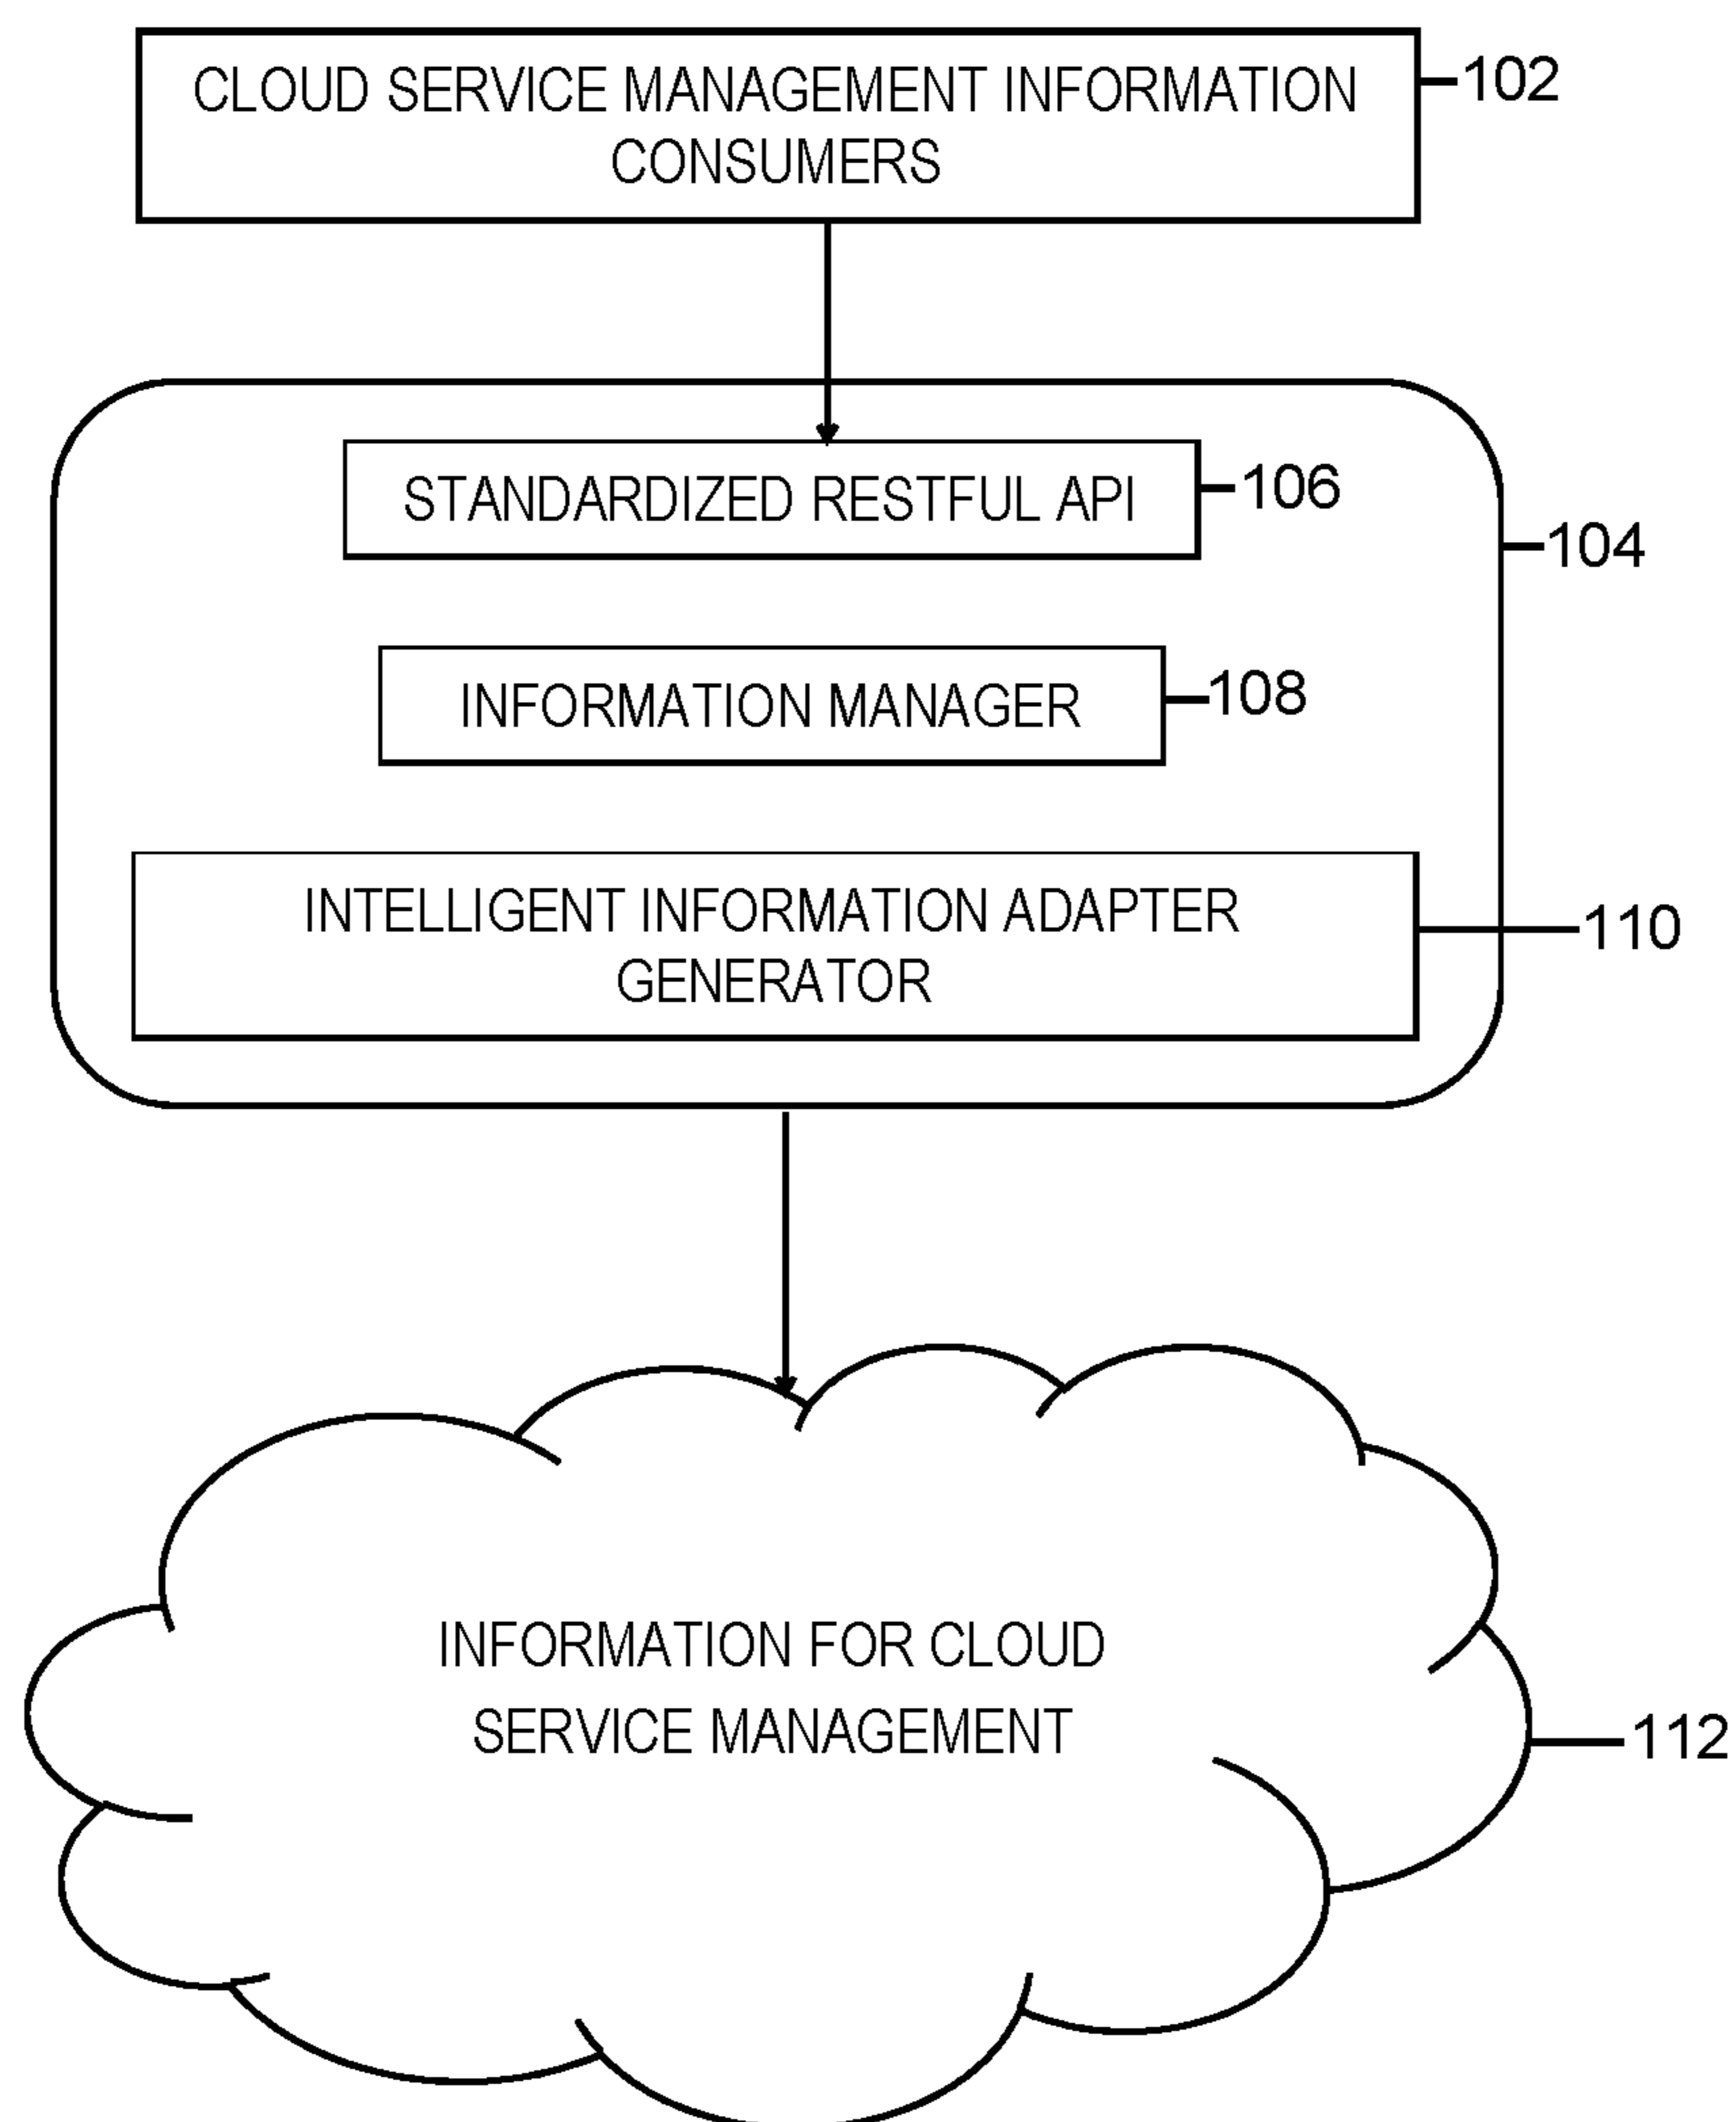 CLOUD SERVICE MANAGEMENT INFORMATION
CONSUMERS
102
STANDARDIZED RESTFUL API
106
104
INFORMATION MANAGER
108
INTELLIGENT INFORMATION ADAPTER
GENERATOR
110
INFORMATION FOR CLOUD
SERVICE MANAGEMENT
112